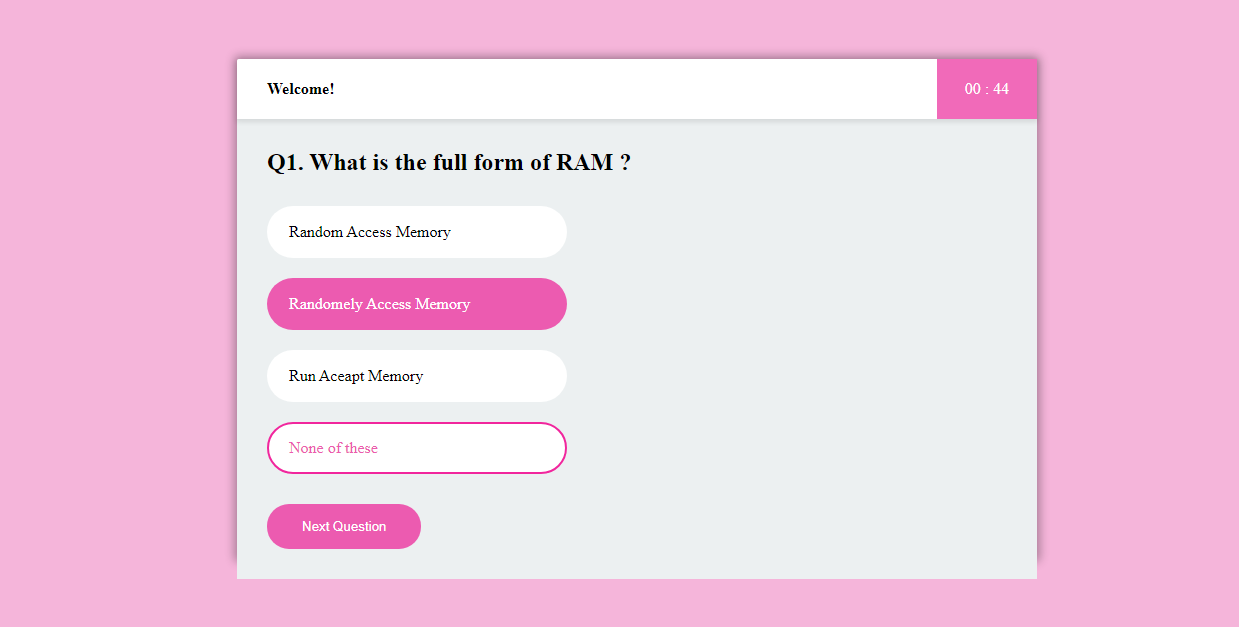 Welcome!
00 : 44
Q1. What is the full form of RAM ?
Random Access Memory
Randomely Access Memory
Run Aceapt Memory
None of these
Next Question